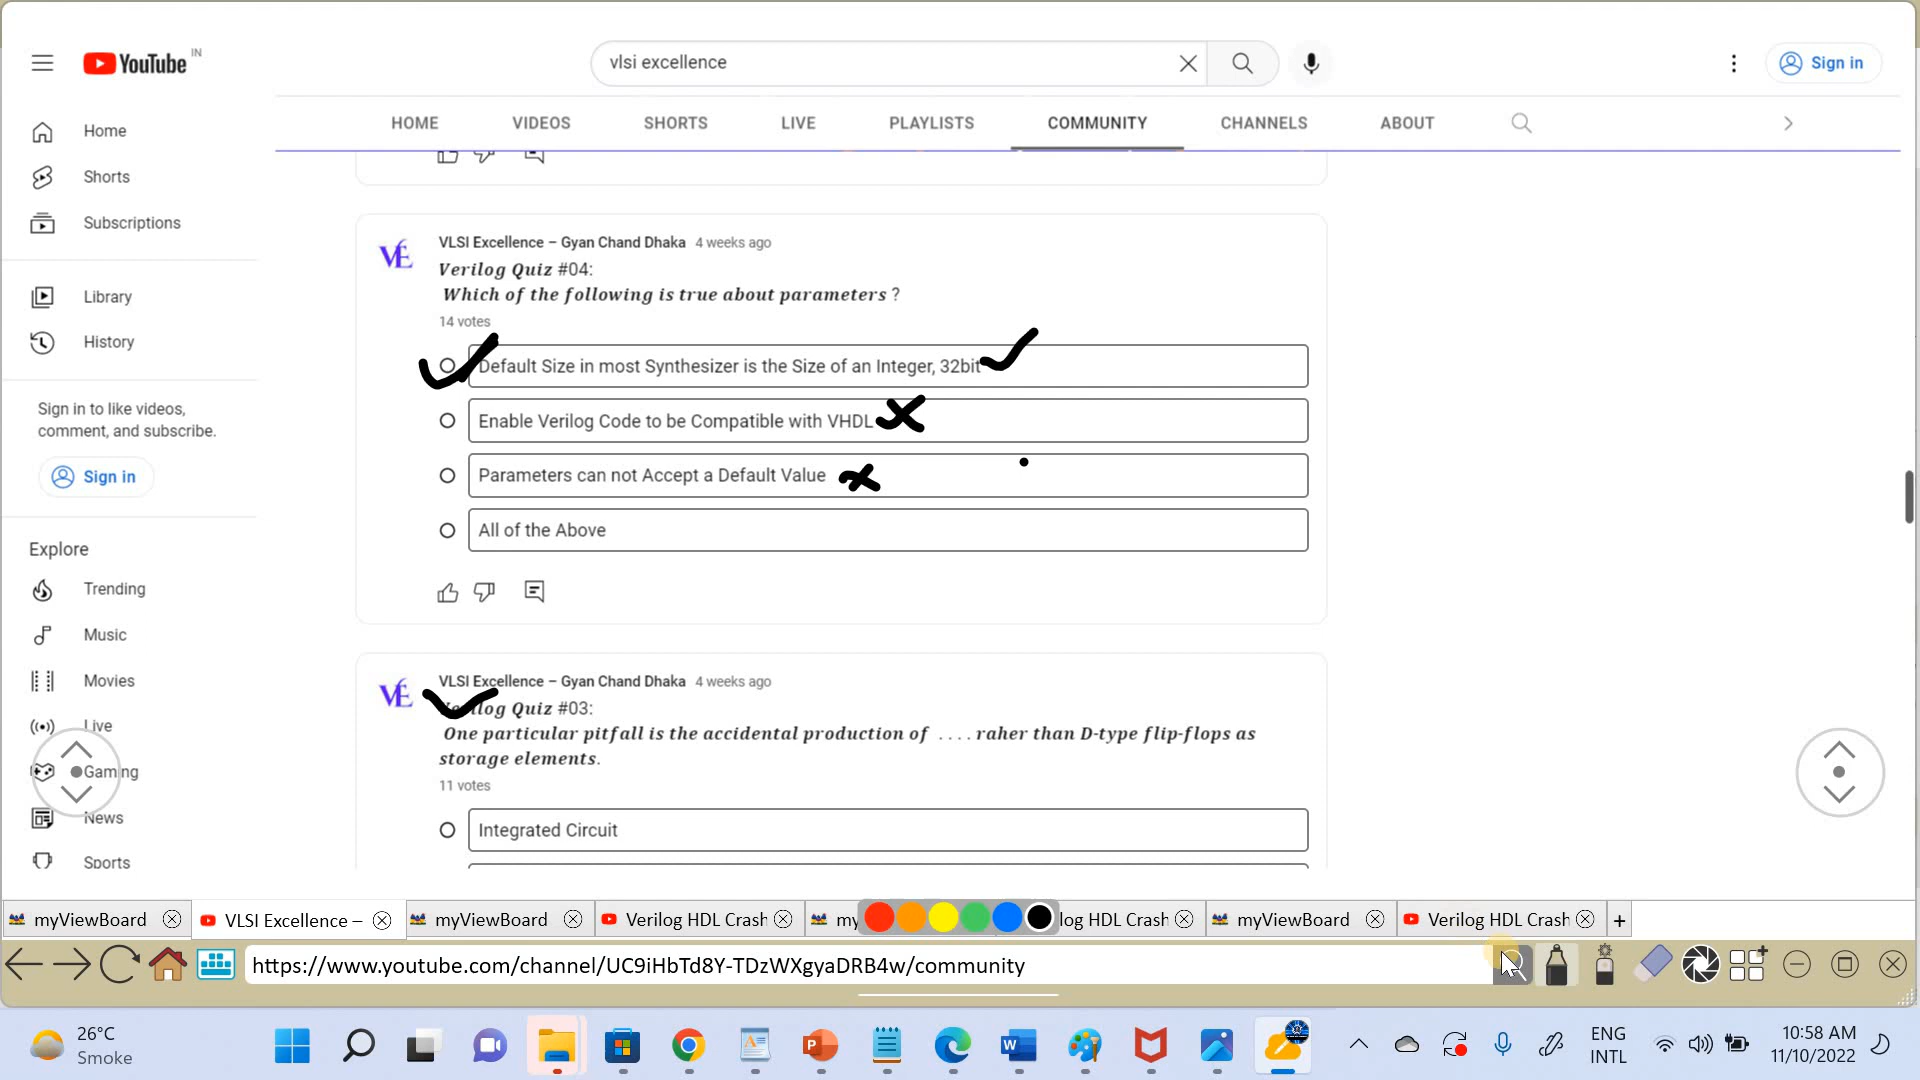 YouTube IN
vlsi excellence
Sign in
HOME VIDEOS SHORTS LIVE PLAYLISTS COMMUNITY CHANNELS ABOUT
Home
Shorts
Subscriptions
Library
History
Sign in to like videos,
comment, and subscribe.
Sign in
Explore
Trending
Music
Movies
Live
Gaming
News
Sports
VE
VLSI Excellence – Gyan Chand Dhaka 4 weeks ago
Verilog Quiz #04:
Which of the following is true about parameters ?
14 votes
Default Size in most Synthesizer is the Size of an Integer, 32bit
Enable Verilog Code to be Compatible with VHDL
Parameters can not Accept a Default Value
All of the Above
VE
VLSI Excellence – Gyan Chand Dhaka 4 weeks ago
Verilog Quiz #03:
One particular pitfall is the accidental production of .... raher than D-type flip-flops as
storage elements.
11 votes
Integrated Circuit
myViewBoard VLSI Excellence – myViewBoard Verilog HDL Crash my log HDL Crash myViewBoard Verilog HDL Crash +
https://www.youtube.com/channel/UC9iHbTd8Y-TDzWXgyaDRB4w/community
26°C
Smoke
ENG
INTL
10:58 AM
11/10/2022